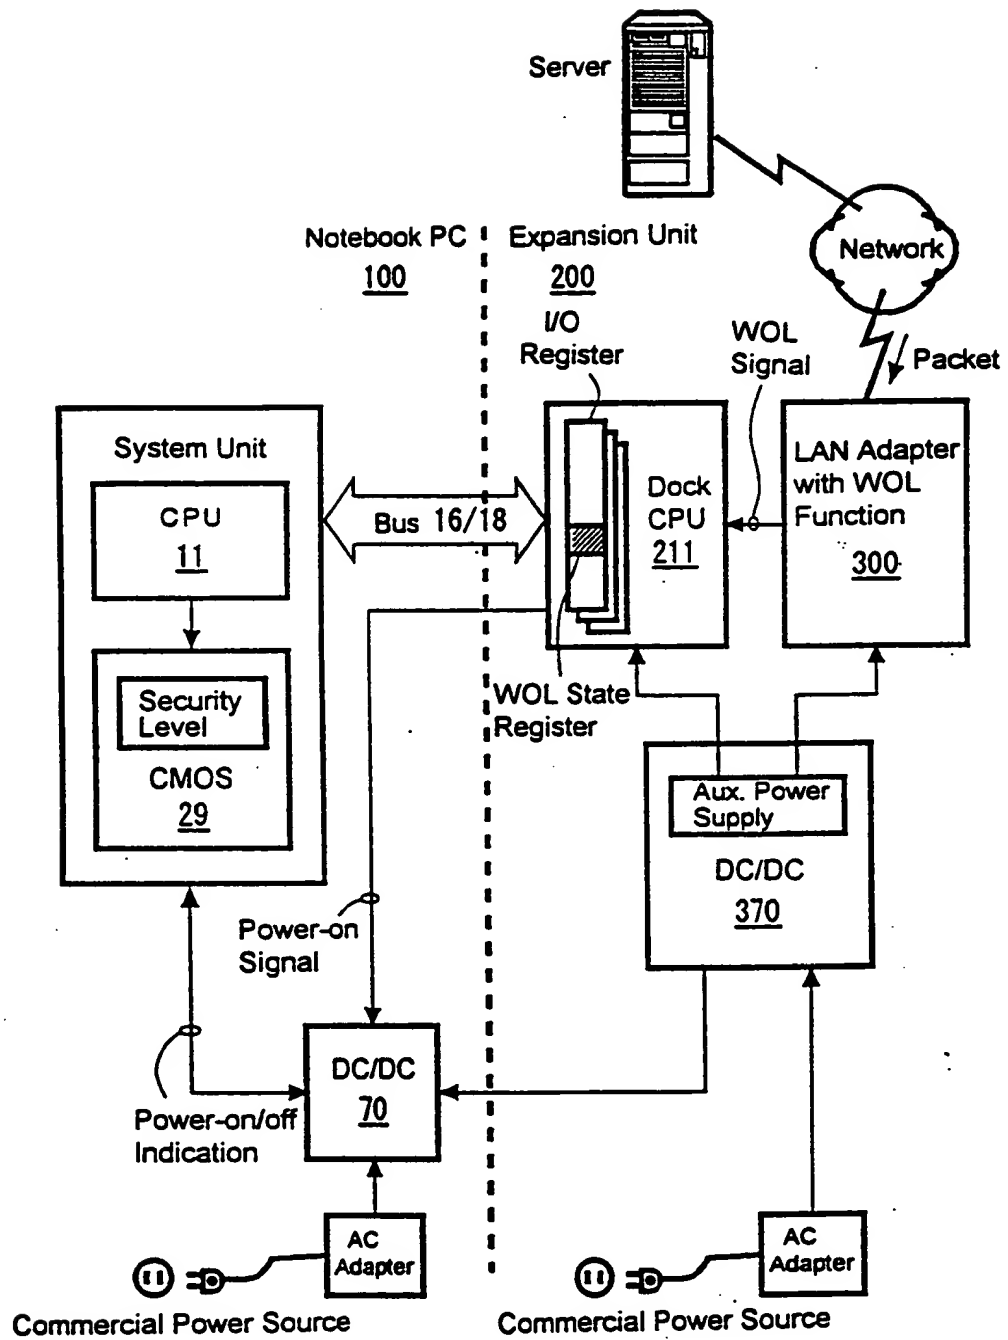 Server
Network
Notebook PC
100
Expansion Unit
200
I/O
Register
WOL
Signal
Packet
System Unit
CPU
11
Security
Level
CMOS
29
Bus 16/18
Dock
CPU
211
LAN Adapter
with WOL
Function
300
WOL State
Register
Aux. Power
Supply
DC/DC
370
Power-on
Signal
DC/DC
70
Power-on/off
Indication
AC
Adapter
Commercial Power Source
AC
Adapter
Commercial Power Source